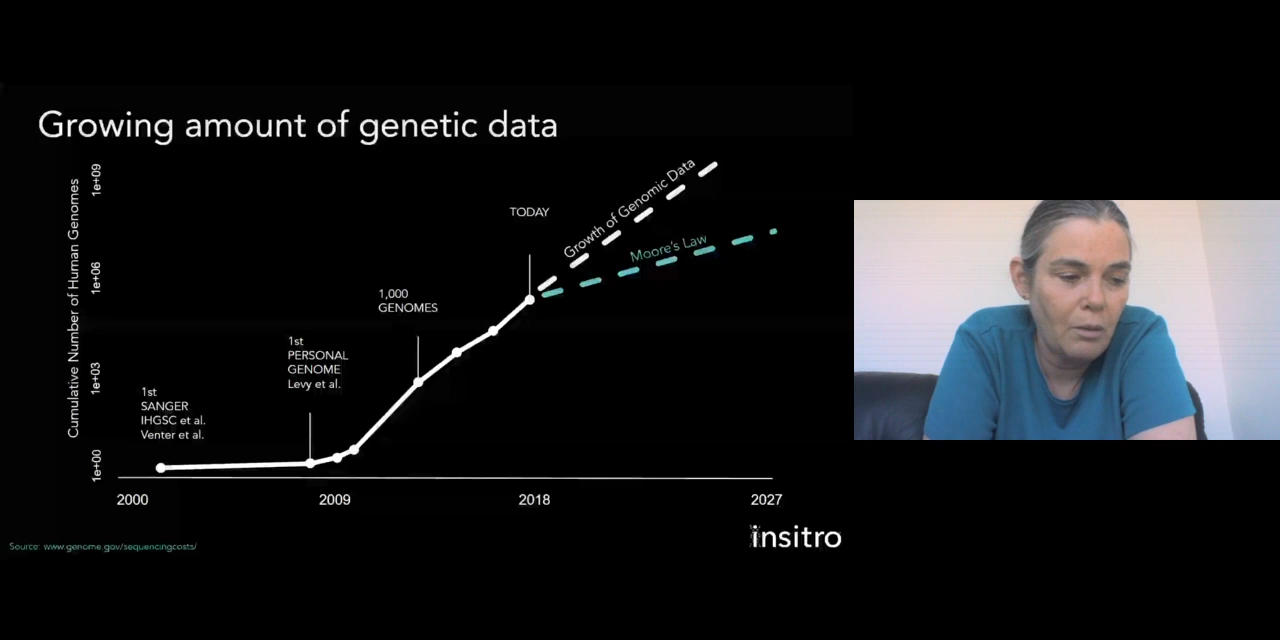 Growing amount of genetic data
Cumulative Number of Human Genomes
1e+09
1e+06
1e+03
1e+00
1st
SANGER
IHGSC et al.
Venter et al.
1st
PERSONAL
GENOME
Levy et al.
1,000
GENOMES
TODAY
Growth of Genomic Data
Moore's Law
2000
2009
2018
2027
insitro
Source: www.genome.gov/sequencingcosts/